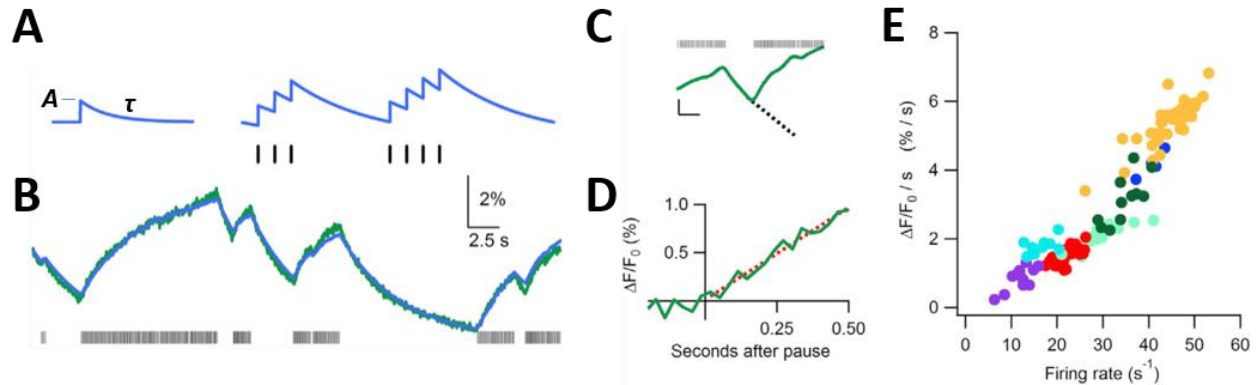 A
A
τ
B
2%
2.5 s
C
D
ΔF/F0 (%)
1.0
0.5
0.25
0.50
Seconds after pause
E
ΔF/F0 / s (% / s)
8
6
4
2
0
0 10 20 30 40 50 60
Firing rate (s-1)